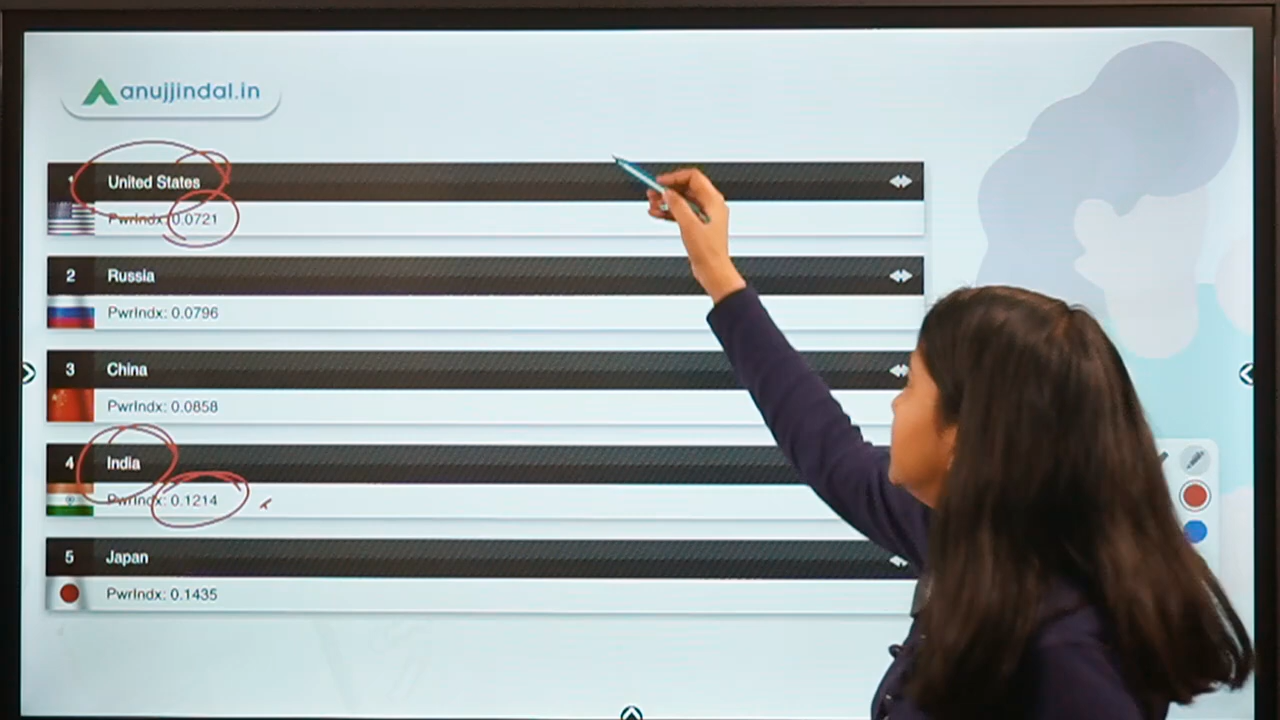 anujjindal.in
1 United States
PwrIndx: 0.0721
2 Russia
PwrIndx: 0.0796
3 China
PwrIndx: 0.0858
4 India
PwrIndx: 0.1214
5 Japan
PwrIndx: 0.1435